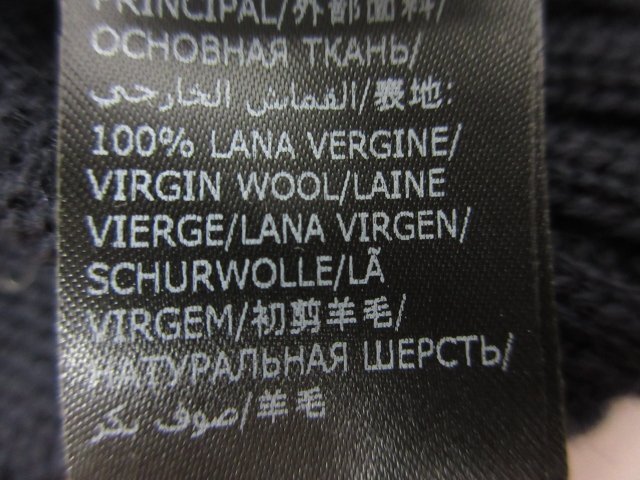 PRINCIPAL/外部面料/
ОСНОВНАЯ ТКАНЬ/
القماش الخارجي/表地:
100% LANA VERGINE/
VIRGIN WOOL/LAINE
VIERGE/LANA VIRGEN/
SCHURWOLLE/LÃ
VIRGEM/初剪羊毛/
НАТУРАЛЬНАЯ ШЕРСТЬ/
صوف بكر/羊毛